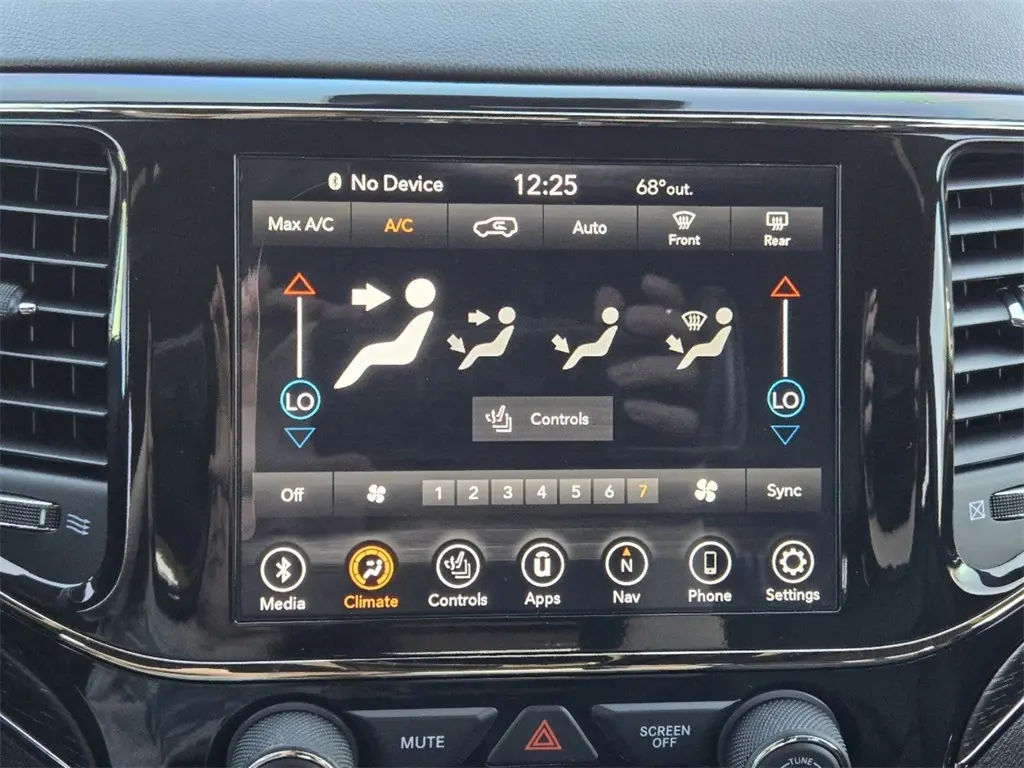 No Device 12:25 68°out.
Max A/C A/C Auto Front Rear
LO LO
Controls
Off 1 2 3 4 5 6 7 Sync
N
Media Climate Controls Apps Nav Phone Settings
MUTE SCREEN
OFF
TUNE